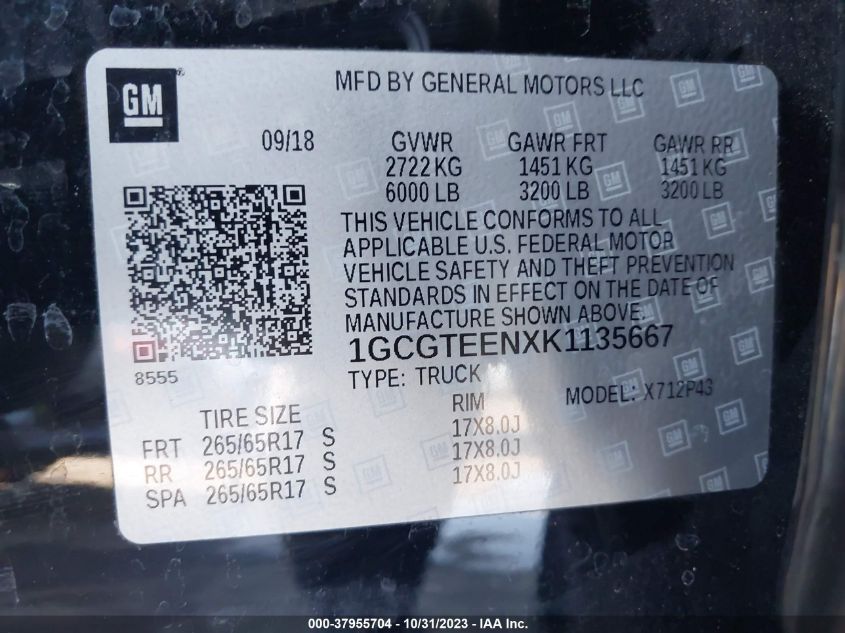 GM
MFD BY GENERAL MOTORS LLC
09/18 GVWR GAWR FRT GAWR RR
2722 KG 1451 KG 1451 KG
6000 LB 3200 LB 3200 LB
THIS VEHICLE CONFORMS TO ALL
APPLICABLE U.S. FEDERAL MOTOR
VEHICLE SAFETY AND THEFT PREVENTION
STANDARDS IN EFFECT ON THE DATE OF
MANUFACTURE SHOWN ABOVE.
1GCGTEENXK1135667
8555
TYPE: TRUCK
MODEL: X712P43
TIRE SIZE RIM
FRT 265/65R17 S 17X8.0J
RR 265/65R17 S 17X8.0J
SPA 265/65R17 S 17X8.0J
000-37955704 - 10/31/2023 - IAA Inc.